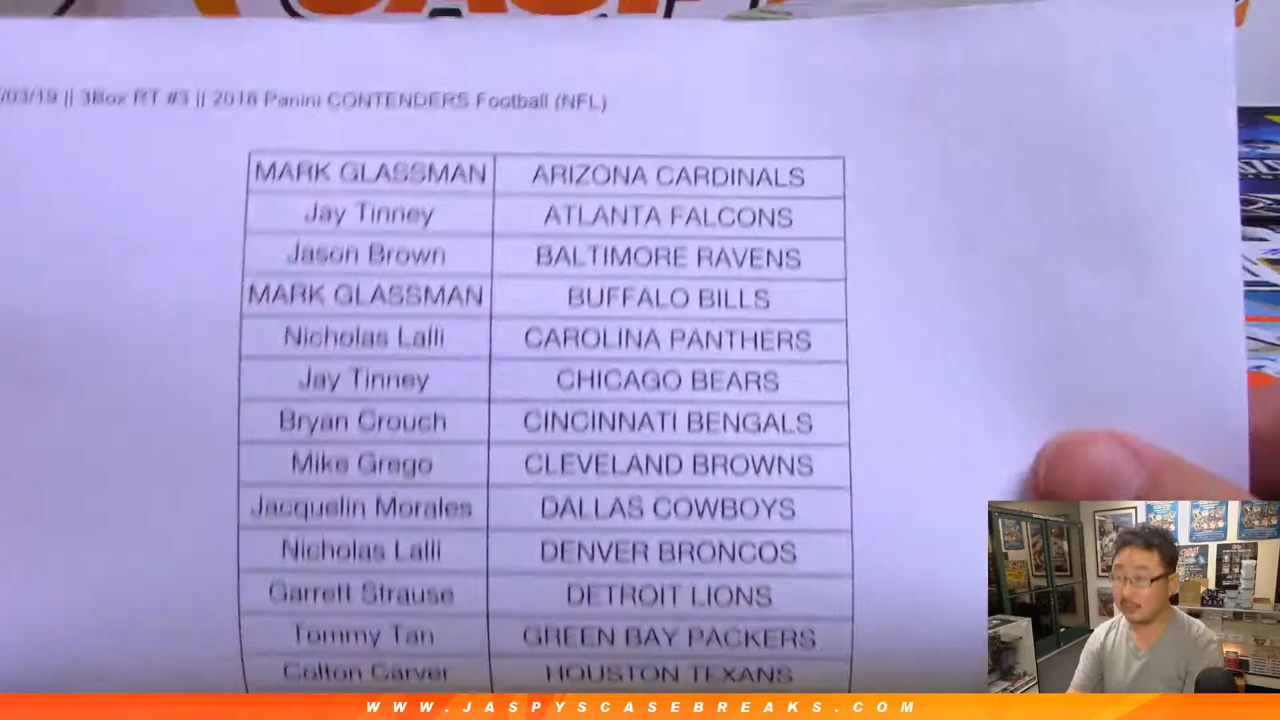 /03/19 || 3Box RT #3 || 2018 Panini CONTENDERS Football (NFL)
MARK GLASSMAN ARIZONA CARDINALS
Jay Tinney ATLANTA FALCONS
Jason Brown BALTIMORE RAVENS
MARK GLASSMAN BUFFALO BILLS
Nicholas Lalli CAROLINA PANTHERS
Jay Tinney CHICAGO BEARS
Bryan Crouch CINCINNATI BENGALS
Mike Grego CLEVELAND BROWNS
Jacquelin Morales DALLAS COWBOYS
Nicholas Lalli DENVER BRONCOS
Garrett Strause DETROIT LIONS
Tommy Tan GREEN BAY PACKERS
Colton Garver HOUSTON TEXANS
WWW.JASPYSCASEBREAKS.COM